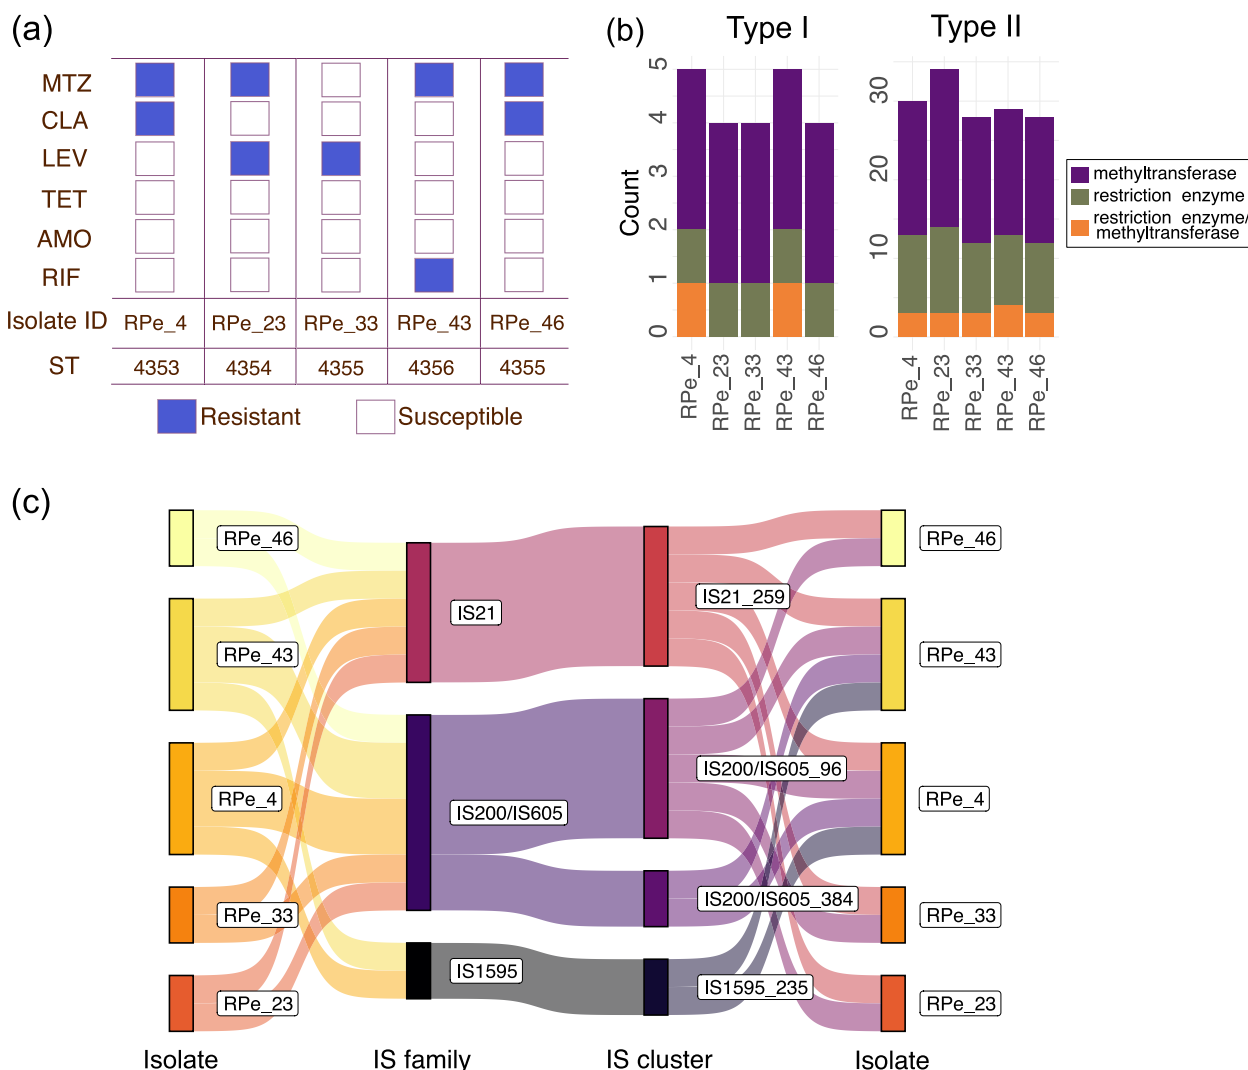 (a)
MTZ
CLA
LEV
TET
AMO
RIF
Isolate ID RPe_4 RPe_23 RPe_33 RPe_43 RPe_46
ST 4353 4354 4355 4356 4355
Resistant Susceptible
(b)
Type I Type II
Count
0 1 2 3 4 5
RPe_4 RPe_23 RPe_33 RPe_43 RPe_46
0 10 20 30
RPe_4 RPe_23 RPe_33 RPe_43 RPe_46
methyltransferase
restriction enzyme
restriction enzyme/
methyltransferase
(c)
RPe_46
RPe_43
RPe_4
RPe_33
RPe_23
IS21
IS200/IS605
IS1595
IS21_259
IS200/IS605_96
IS200/IS605_384
IS1595_235
RPe_46
RPe_43
RPe_4
RPe_33
RPe_23
Isolate IS family IS cluster Isolate